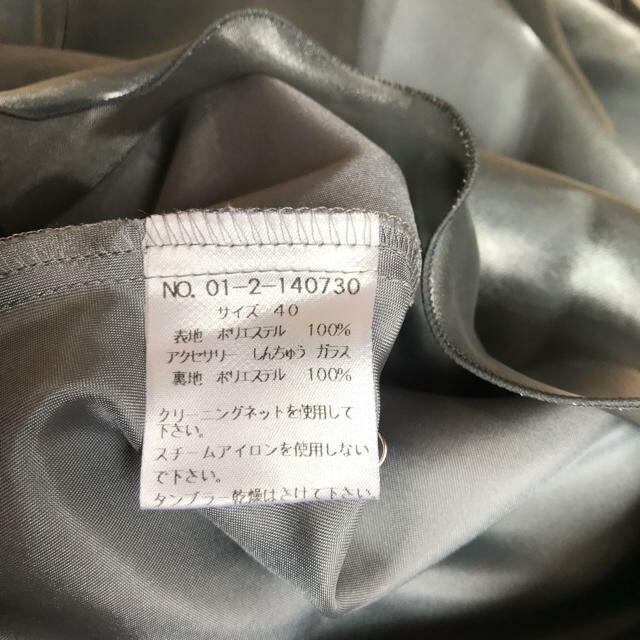 NO. 01-2-140730
サイズ 40
表地 ポリエステル 100%
アクセサリー しんちゅう ガラス
裏地 ポリエステル 100%
クリーニングネットを使用して
下さい。
スチームアイロンを使用しない
で下さい。
タンブラー乾燥はさけて下さい